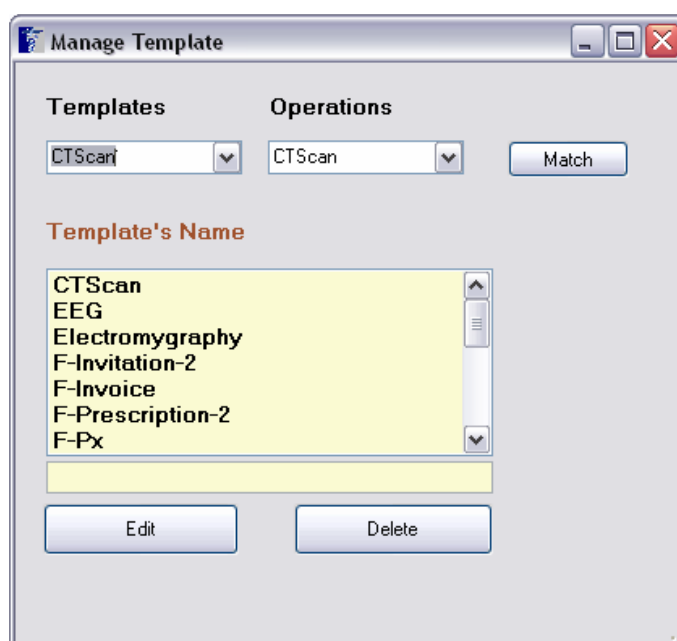 Manage Template
Templates Operations
CTScan CTScan Match
Template's Name
CTScan
EEG
Electromygraphy
F-Invitation-2
F-Invoice
F-Prescription-2
F-Px
Edit Delete